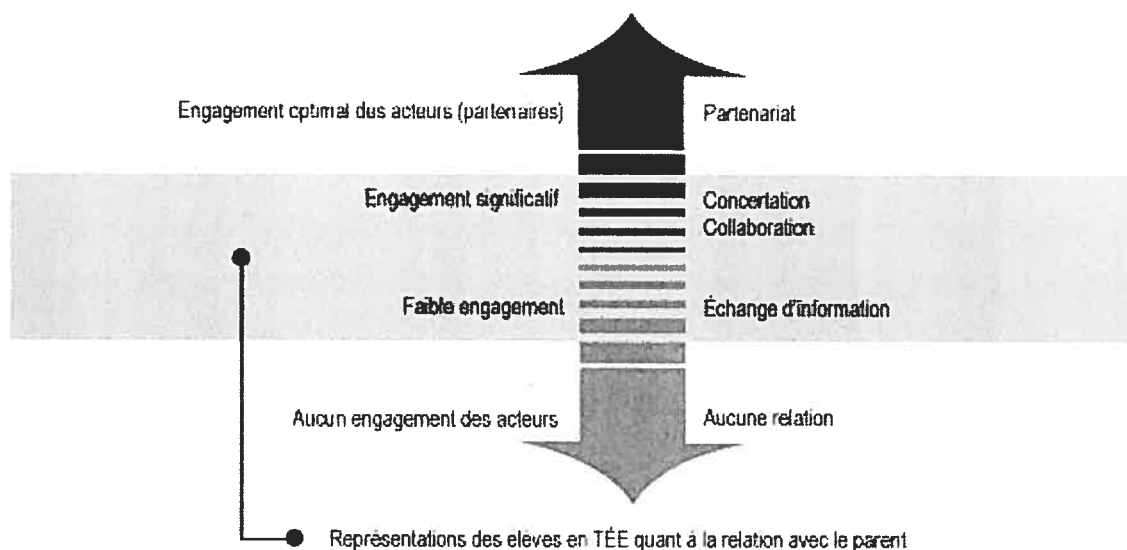 Engagement optimal des acteurs (partenaires) Partenariat
Engagement significatif Concertation
Collaboration
Faible engagement Échange d'information
Aucun engagement des acteurs Aucune relation
Représentations des élèves en TÉE quant à la relation avec le parent